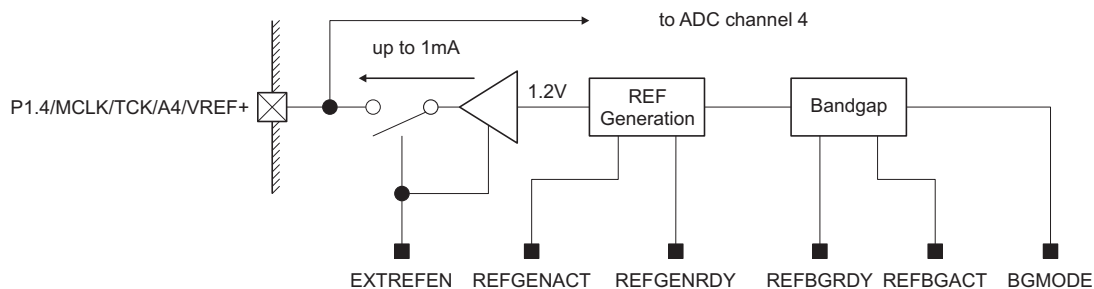 to ADC channel 4
up to 1mA
P1.4/MCLK/TCK/A4/VREF+
1.2V
REF
Generation
Bandgap
EXTREFEN
REFGENACT
REFGENRDY
REFBGRDY
REFBGACT
BGMODE